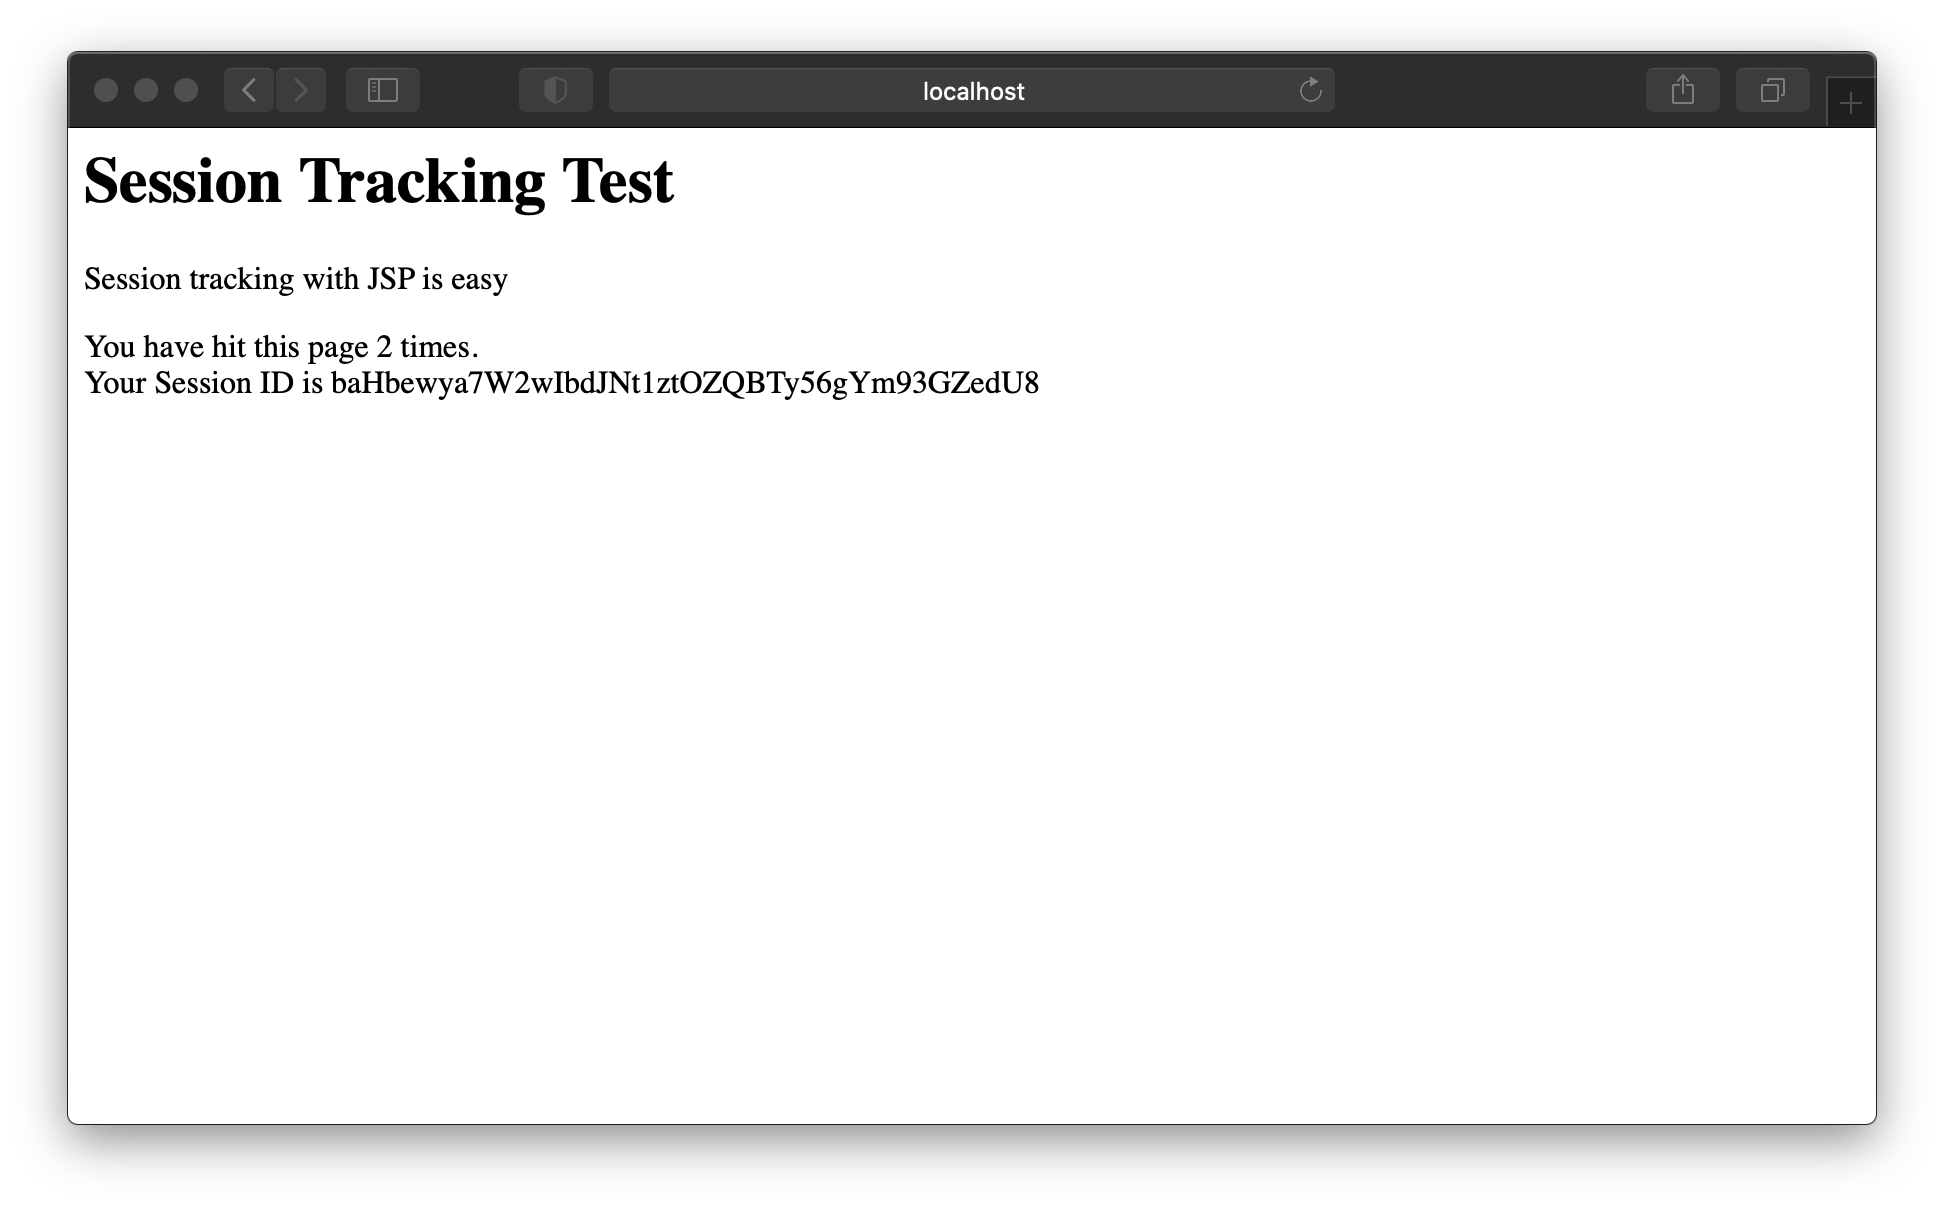 localhost
Session Tracking Test
Session tracking with JSP is easy
You have hit this page 2 times.
Your Session ID is baHbewya7W2wIbdJNt1ztOZQBTy56gYm93GZedU8